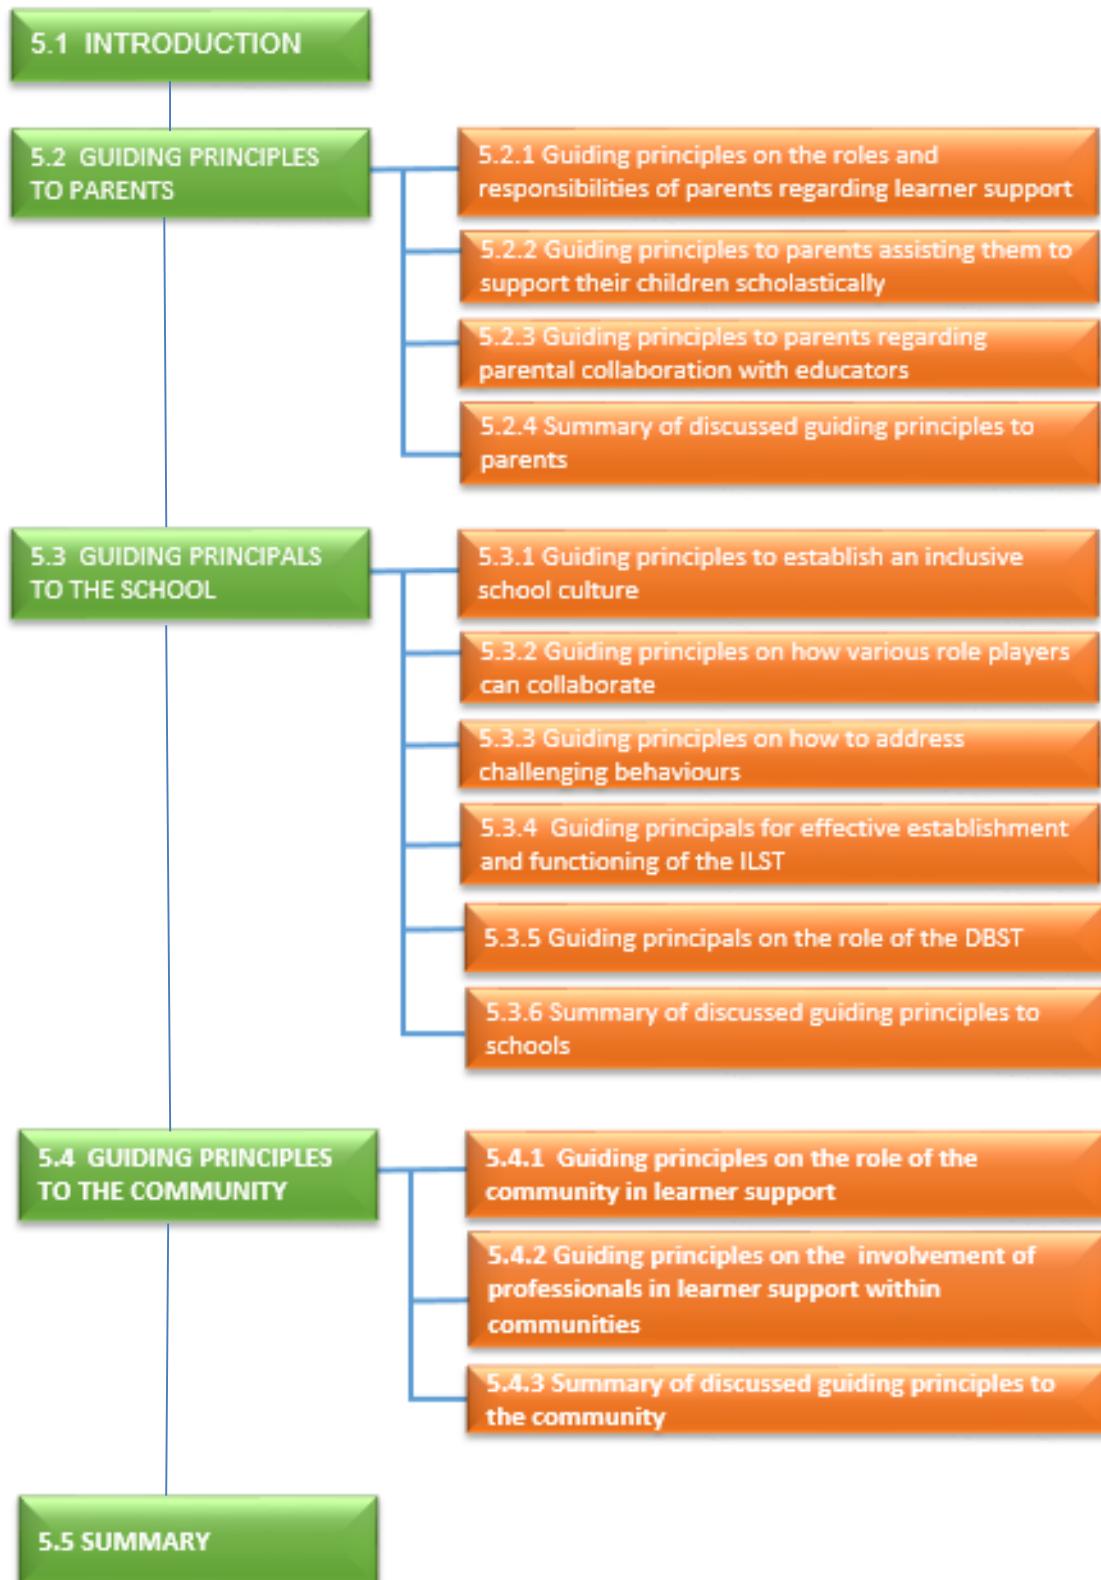 5.1 INTRODUCTION
5.2 GUIDING PRINCIPLES
TO PARENTS
5.2.1 Guiding principles on the roles and
responsibilities of parents regarding learner support
5.2.2 Guiding principles to parents assisting them to
support their children scholastically
5.2.3 Guiding principles to parents regarding
parental collaboration with educators
5.2.4 Summary of discussed guiding principles to
parents
5.3 GUIDING PRINCIPALS
TO THE SCHOOL
5.3.1 Guiding principles to establish an inclusive
school culture
5.3.2 Guiding principles on how various role players
can collaborate
5.3.3 Guiding principles on how to address
challenging behaviours
5.3.4 Guiding principals for effective establishment
and functioning of the ILST
5.3.5 Guiding principals on the role of the DBST
5.3.6 Summary of discussed guiding principles to
schools
5.4 GUIDING PRINCIPLES
TO THE COMMUNITY
5.4.1 Guiding principles on the role of the
community in learner support
5.4.2 Guiding principles on the involvement of
professionals in learner support within
communities
5.4.3 Summary of discussed guiding principles to
the community
5.5 SUMMARY